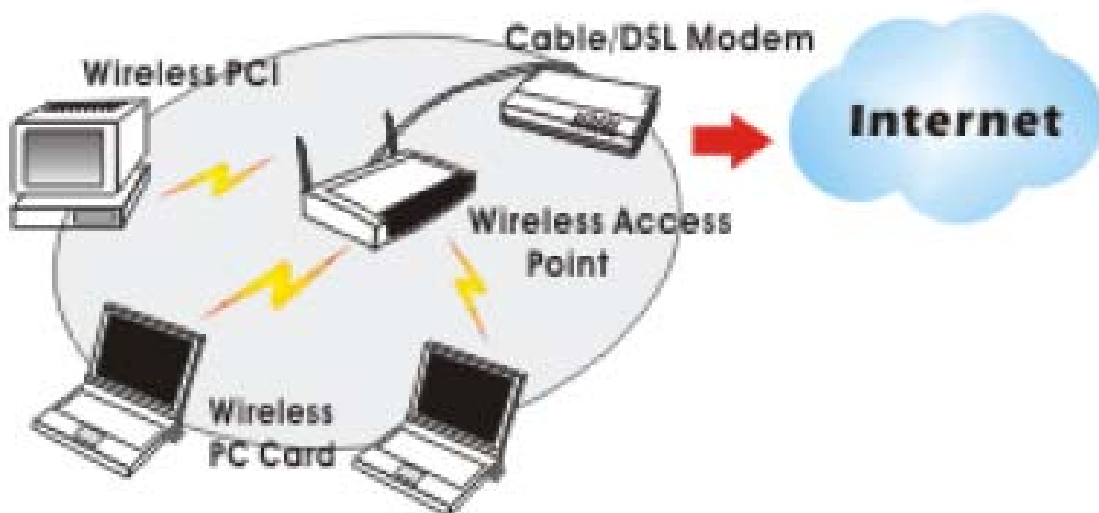 Cable/DSL Modem
Wireless PCI
Internet
Wireless Access
Point
Wireless
PC Card